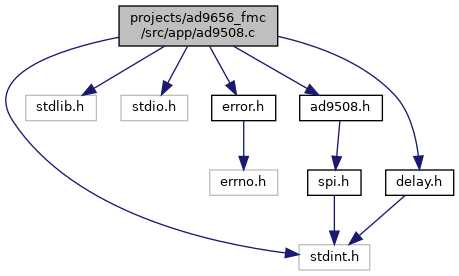 projects/ad9656_fmc
/src/app/ad9508.c
stdlib.h
stdio.h
error.h
ad9508.h
errno.h
spi.h
delay.h
stdint.h